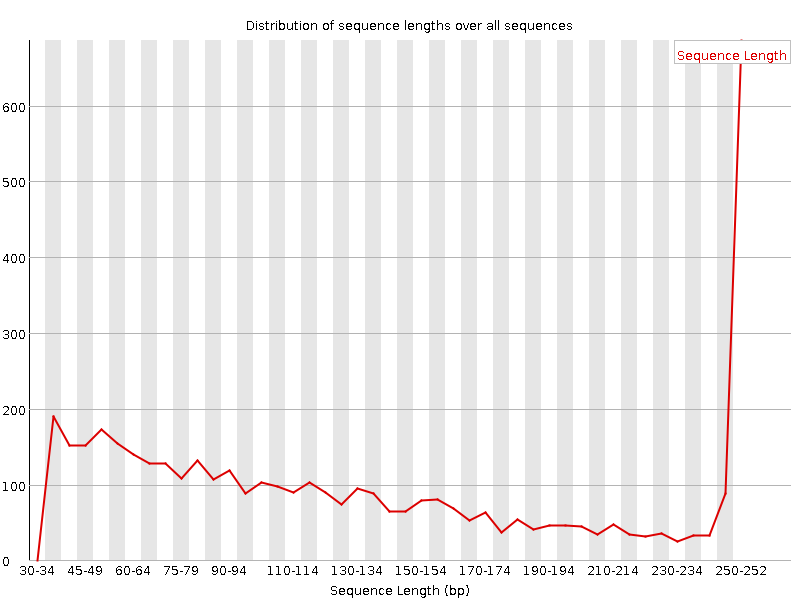 Distribution of sequence lengths over all sequences
Sequence Length
600
500
400
300
200
100
0
30-34 45-49 60-64 75-79 90-94 110-114 130-134 150-154 170-174 190-194 210-214 230-234 250-252
Sequence Length (bp)